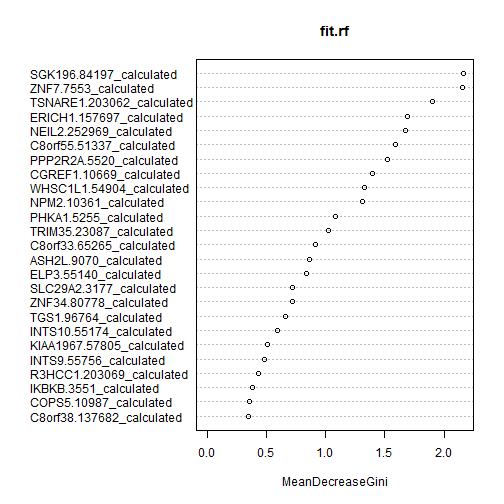 fit.rf
SGK196.84197_calculated
ZNF7.7553_calculated
TSNARE1.203062_calculated
ERICH1.157697_calculated
NEIL2.252969_calculated
C8orf55.51337_calculated
PPP2R2A.5520_calculated
CGREF1.10669_calculated
WHSC1L1.54904_calculated
NPM2.10361_calculated
PHKA1.5255_calculated
TRIM35.23087_calculated
C8orf33.65265_calculated
ASH2L.9070_calculated
ELP3.55140_calculated
SLC29A2.3177_calculated
ZNF34.80778_calculated
TGS1.96764_calculated
INTS10.55174_calculated
KIAA1967.57805_calculated
INTS9.55756_calculated
R3HCC1.203069_calculated
IKBKB.3551_calculated
COPS5.10987_calculated
C8orf38.137682_calculated
0.0 0.5 1.0 1.5 2.0
MeanDecreaseGini